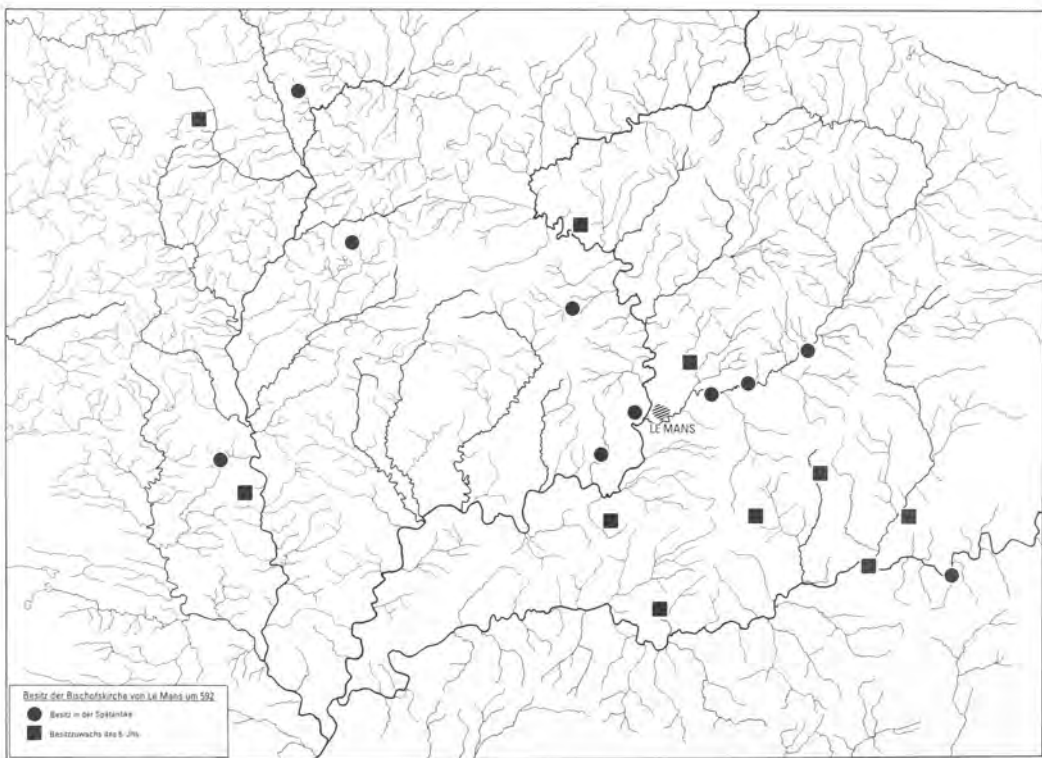 LE MANS
Besitz der Bischofskirche von Le Mans um 592
Besitz in der Spätantike
Besitzzuwachs des 6. Jhs.